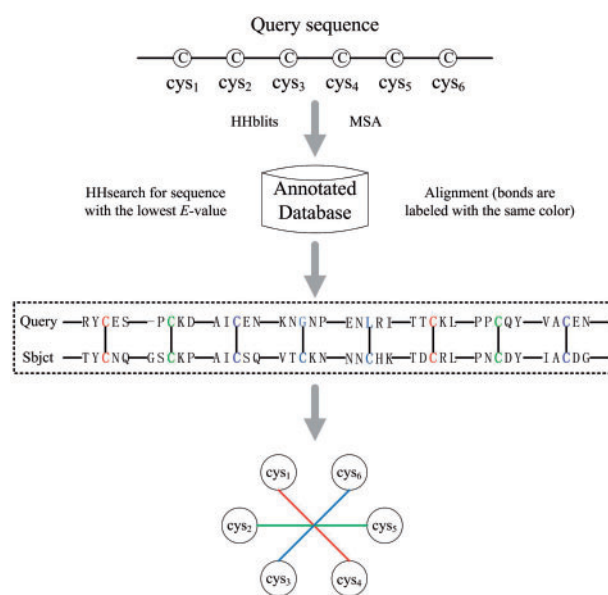 Query sequence
C C C C C C
cys1 cys2 cys3 cys4 cys5 cys6
HHblits MSA
HHsearch for sequence
with the lowest E-value
Annotated
Database
Alignment (bonds are
labeled with the same color)
Query RYCES -PCKD AICEN KNGNP ENLRI TTCKL PPCQY VACEN
Sbjct TYCNQ GSCKP AICSQ VTCKN NNCHK TDCRL PNCDY IACDG
cys1 cys6
cys2 cys5
cys3 cys4